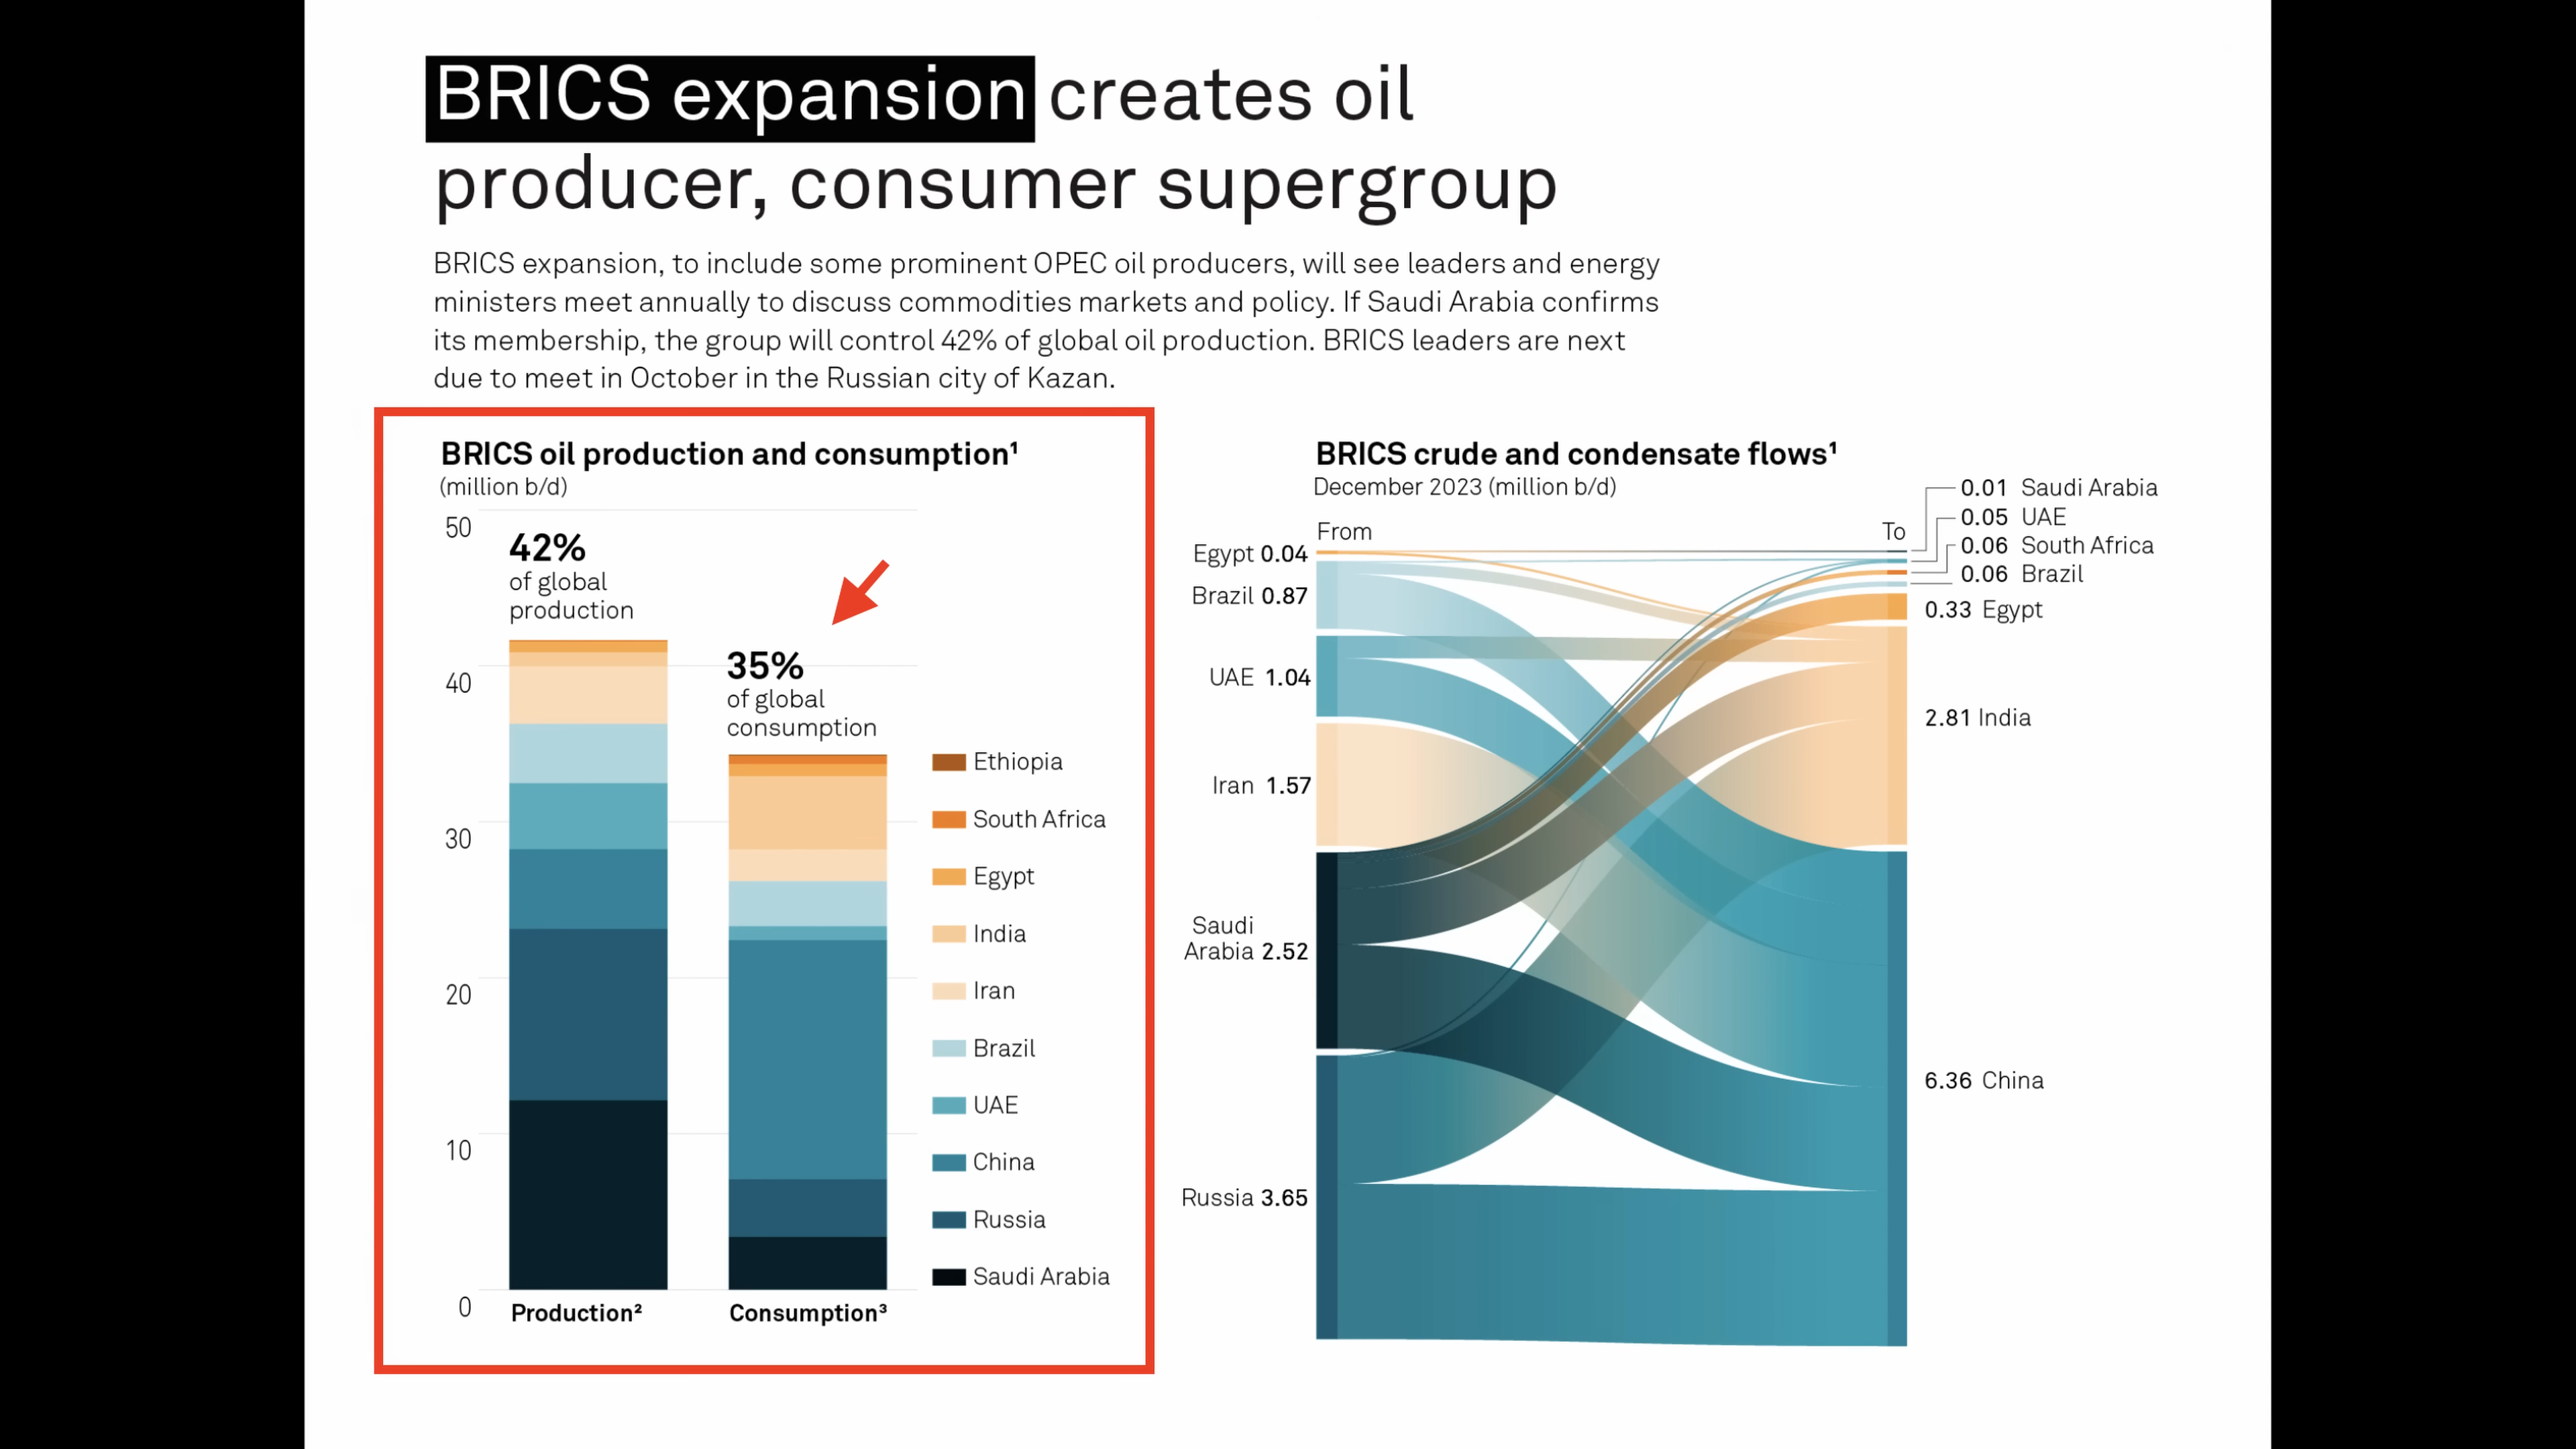 BRICS expansion creates oil
producer, consumer supergroup
BRICS expansion, to include some prominent OPEC oil producers, will see leaders and energy
ministers meet annually to discuss commodities markets and policy. If Saudi Arabia confirms
its membership, the group will control 42% of global oil production. BRICS leaders are next
due to meet in October in the Russian city of Kazan.
BRICS oil production and consumption¹
(million b/d)
50
40
30
20
10
0
42%
of global
production
35%
of global
consumption
Production²
Consumption³
Ethiopia
South Africa
Egypt
India
Iran
Brazil
UAE
China
Russia
Saudi Arabia
BRICS crude and condensate flows¹
December 2023 (million b/d)
From
Egypt 0.04
Brazil 0.87
UAE 1.04
Iran 1.57
Saudi
Arabia 2.52
Russia 3.65
To
0.01 Saudi Arabia
0.05 UAE
0.06 South Africa
0.06 Brazil
0.33 Egypt
2.81 India
6.36 China